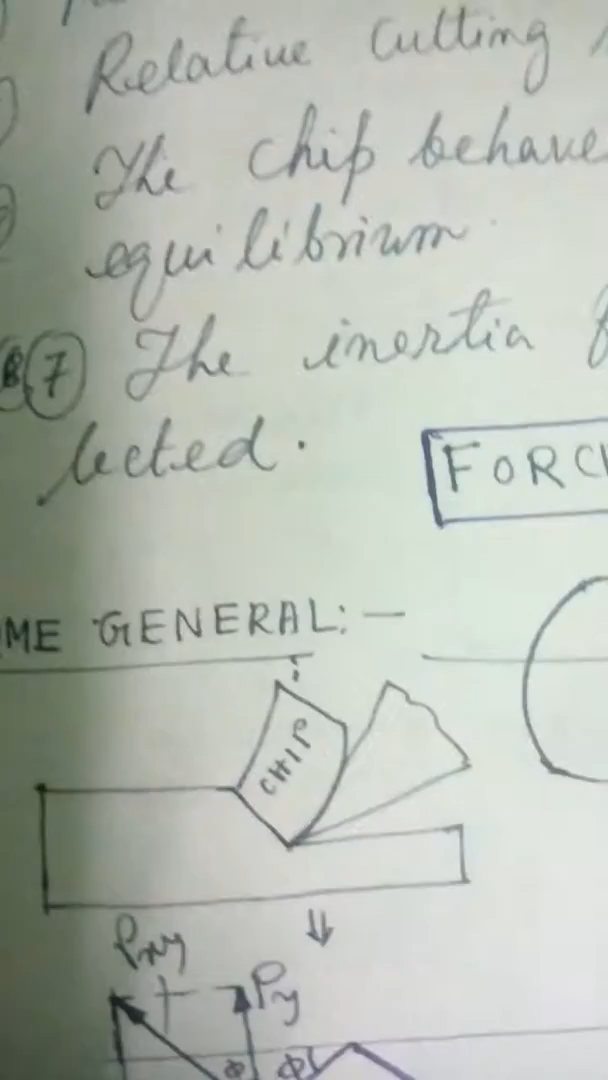 Relative Cutting
The chip behave
equilibrium.
7 The inertia
lected.
FORC
ME GENERAL:-
CHIP
Pxy
Py
Φ Φ